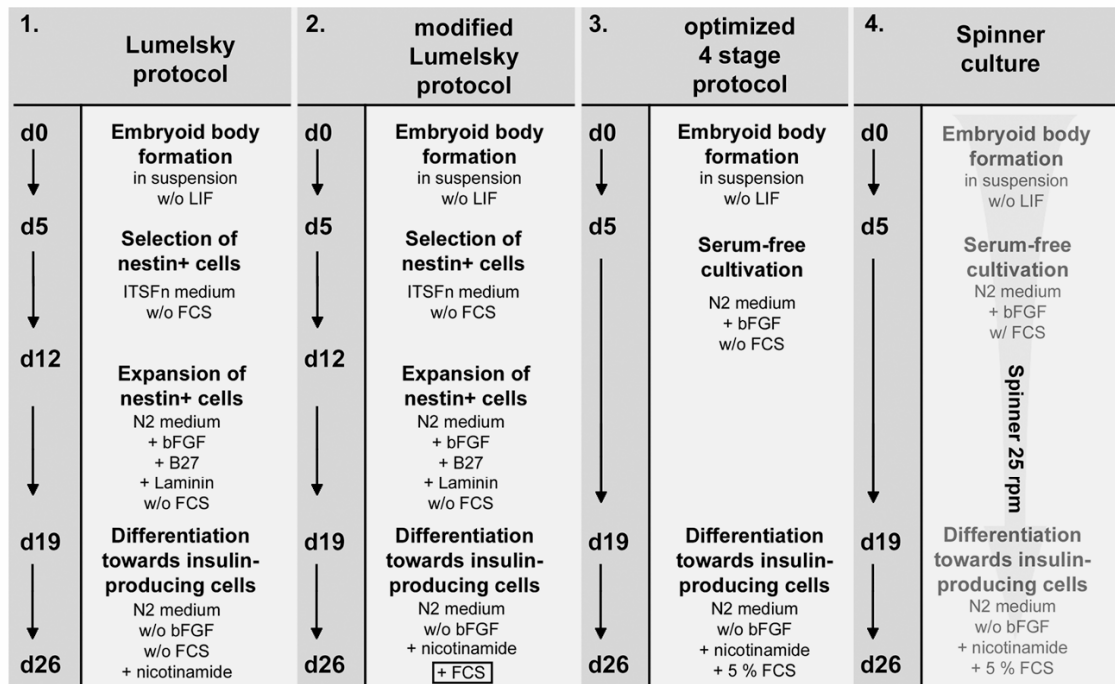 1.
Lumelsky
protocol
d0
Embryoid body
formation
in suspension
w/o LIF
d5
Selection of
nestin+ cells
ITSFn medium
w/o FCS
d12
Expansion of
nestin+ cells
N2 medium
+ bFGF
+ B27
+ Laminin
w/o FCS
d19
Differentiation
towards insulin-
producing cells
N2 medium
w/o bFGF
w/o FCS
+ nicotinamide
d26
2.
modified
Lumelsky
protocol
d0
Embryoid body
formation
in suspension
w/o LIF
d5
Selection of
nestin+ cells
ITSFn medium
w/o FCS
d12
Expansion of
nestin+ cells
N2 medium
+ bFGF
+ B27
+ Laminin
w/o FCS
d19
Differentiation
towards insulin-
producing cells
N2 medium
w/o bFGF
+ nicotinamide
+ FCS
d26
3.
optimized
4 stage
protocol
d0
Embryoid body
formation
in suspension
w/o LIF
d5
Serum-free
cultivation
N2 medium
+ bFGF
w/o FCS
d19
Differentiation
towards insulin-
producing cells
N2 medium
w/o bFGF
+ nicotinamide
+ 5 % FCS
d26
4.
Spinner
culture
d0
Embryoid body
formation
in suspension
w/o LIF
d5
Serum-free
cultivation
N2 medium
+ bFGF
w/ FCS
Spinner 25 rpm
d19
Differentiation
towards insulin-
producing cells
N2 medium
w/o bFGF
+ nicotinamide
+ 5 % FCS
d26